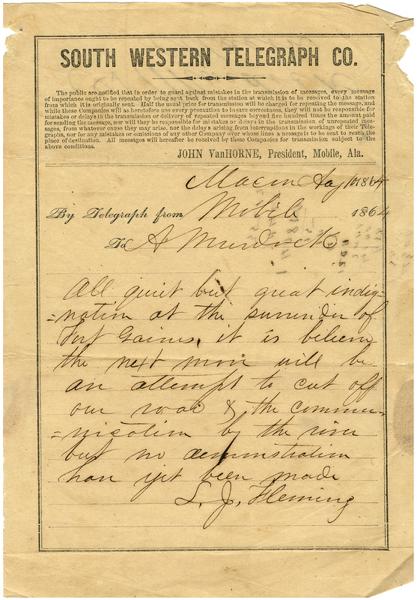 SOUTH WESTERN TELEGRAPH CO.
The public are notified that in order to guard against mistakes in the transmission of messages, every message
of importance ought to be repeated by being sent back from the station at which it is to be received to the station
from which it is originally sent. Half the usual price for transmission will be charged for repeating the message, and
while these Companies will as heretofore use every precaution to insure correctness, they will not be responsible for
mistakes or delays in the transmission or delivery of repeated messages beyond five hundred times the amount paid
for sending the message, nor will they be responsible for mistakes or delays in the transmission of unrepeated mes-
sages, from whatever cause they may arise, nor for delays arising from interruptions in the workings of their Tele-
graphs, nor for any mistakes or omissions of any other Company over whose lines a message is to be sent to reach the
place of destination. All messages will hereafter be received by these Companies for transmission subject to
the above conditions.
JOHN VanHORNE, President, Mobile, Ala.
Macon Aug 1864
By Telegraph from Mobile 1864
To A Murdock
All quiet but great indig-
=nation at the surrender of
Fort Gaines it is believed
the next move will be
an attempt to cut off
our road & the commu-
=nication by the river
but no demonstration
has yet been made
L. J. Fleming